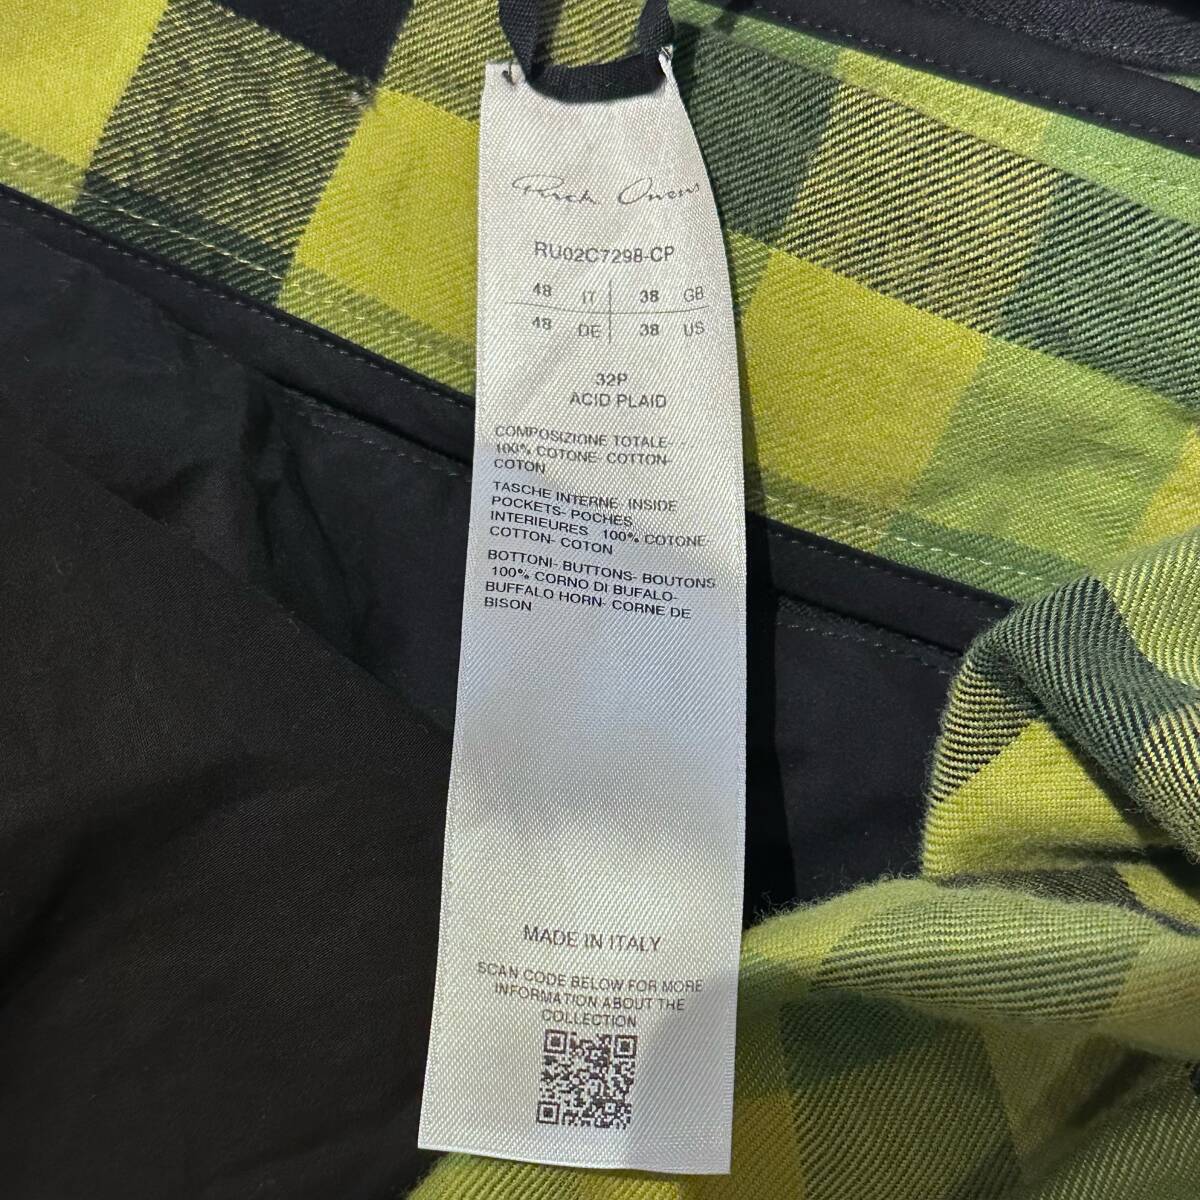 Rick Owens
RU02C7298-CP
48 IT 38 GB
48 DE 38 US
32P
ACID PLAID
COMPOSIZIONE TOTALE- -
100% COTONE- COTTON-
COTON
TASCHE INTERNE- INSIDE
POCKETS- POCHES
INTERIEURES 100% COTONE-
COTTON- COTON
BOTTONI- BUTTONS- BOUTONS
100% CORNO DI BUFALO-
BUFFALO HORN- CORNE DE
BISON
MADE IN ITALY
SCAN CODE BELOW FOR MORE
INFORMATION ABOUT THE
COLLECTION